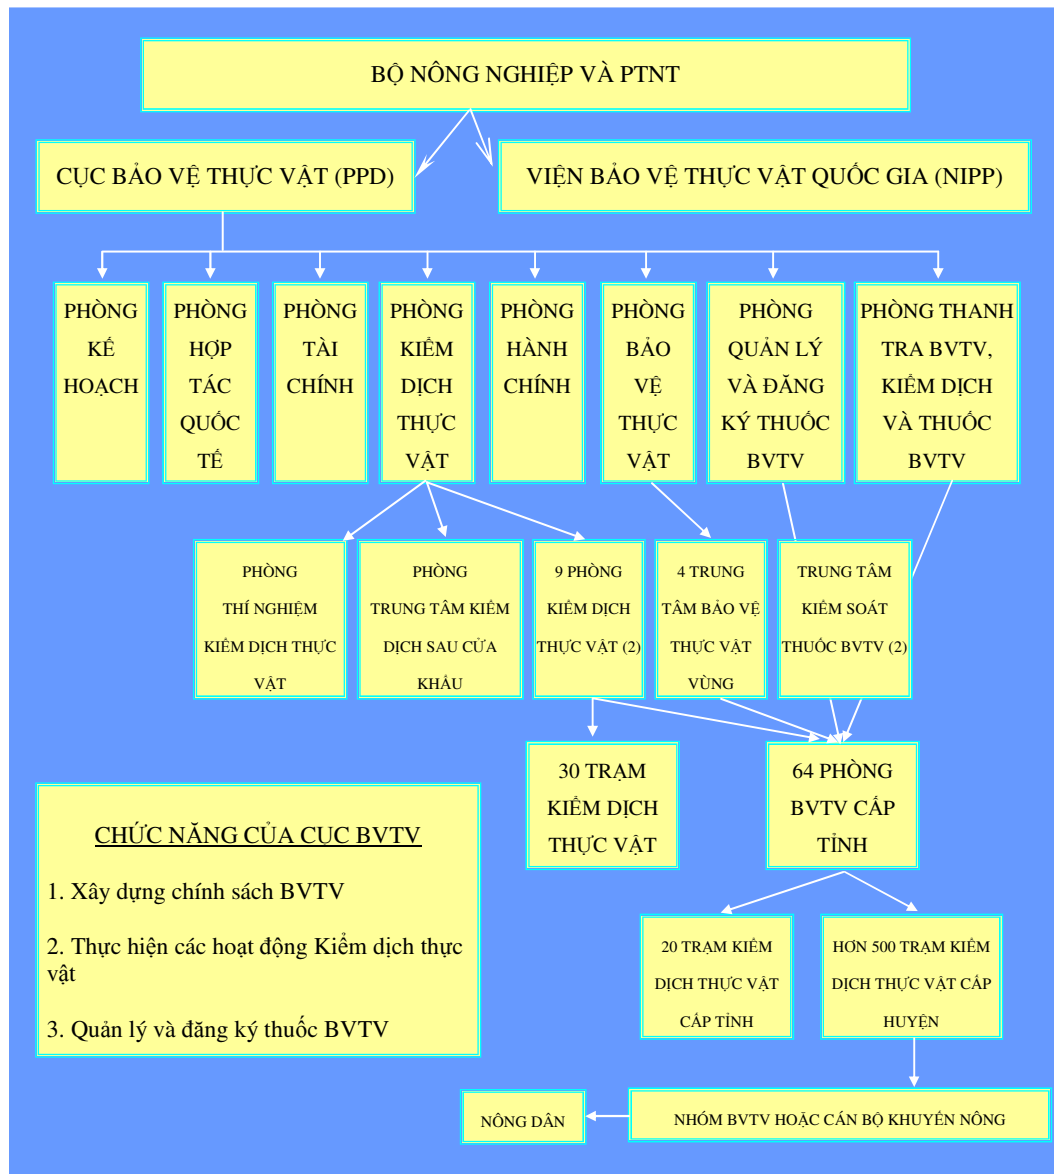 BỘ NÔNG NGHIỆP VÀ PTNT
CỤC BẢO VỆ THỰC VẬT (PPD)
VIỆN BẢO VỆ THỰC VẬT QUỐC GIA (NIPP)
PHÒNG
KẾ
HOẠCH
PHÒNG
HỢP
TÁC
QUỐC
TẾ
PHÒNG
TÀI
CHÍNH
PHÒNG
KIỂM
DỊCH
THỰC
VẬT
PHÒNG
HÀNH
CHÍNH
PHÒNG
BẢO
VỆ
THỰC
VẬT
PHÒNG
QUẢN LÝ
VÀ ĐĂNG
KÝ THUỐC
BVTV
PHÒNG THANH
TRA BVTV,
KIỂM DỊCH
VÀ THUỐC
BVTV
PHÒNG
THÍ NGHIỆM
KIỂM DỊCH THỰC
VẬT
PHÒNG
TRUNG TÂM KIỂM
DỊCH SAU CỬA
KHẨU
9 PHÒNG
KIỂM DỊCH
THỰC VẬT (2)
4 TRUNG
TÂM BẢO VỆ
THỰC VẬT
VÙNG
TRUNG TÂM
KIỂM SOÁT
THUỐC BVTV (2)
30 TRẠM
KIỂM DỊCH
THỰC VẬT
64 PHÒNG
BVTV CẤP
TỈNH
CHỨC NĂNG CỦA CỤC BVTV
1. Xây dựng chính sách BVTV
2. Thực hiện các hoạt động Kiểm dịch thực
vật
3. Quản lý và đăng ký thuốc BVTV
20 TRẠM KIỂM
DỊCH THỰC VẬT
CẤP TỈNH
HƠN 500 TRẠM KIỂM
DỊCH THỰC VẬT CẤP
HUYỆN
NÔNG DÂN
NHÓM BVTV HOẶC CÁN BỘ KHUYẾN NÔNG